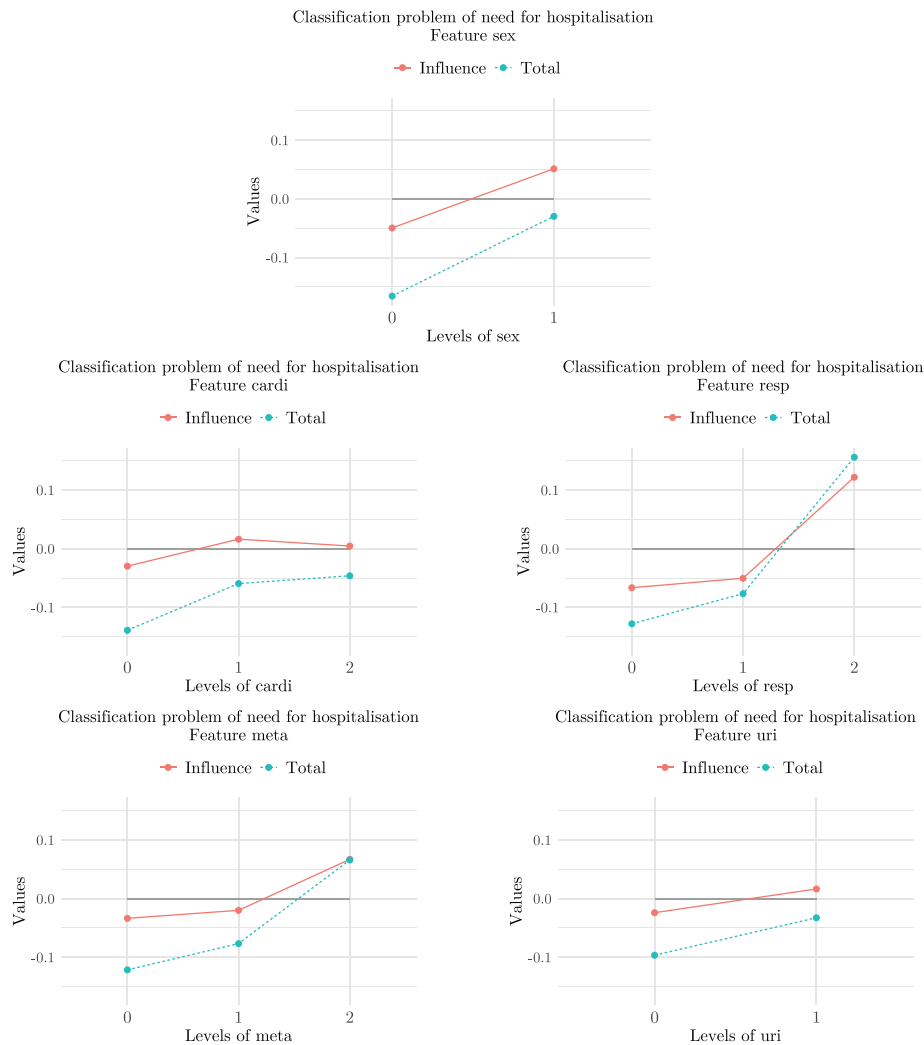 Classification problem of need for hospitalisation
Feature sex
Influence Total
0.1
0.0
-0.1
Values
0 1
Levels of sex
Classification problem of need for hospitalisation
Feature cardi
Influence Total
0.1
0.0
-0.1
Values
0 1 2
Levels of cardi
Classification problem of need for hospitalisation
Feature resp
Influence Total
0.1
0.0
-0.1
Values
0 1 2
Levels of resp
Classification problem of need for hospitalisation
Feature meta
Influence Total
0.1
0.0
-0.1
Values
0 1 2
Levels of meta
Classification problem of need for hospitalisation
Feature uri
Influence Total
0.1
0.0
-0.1
Values
0 1
Levels of uri